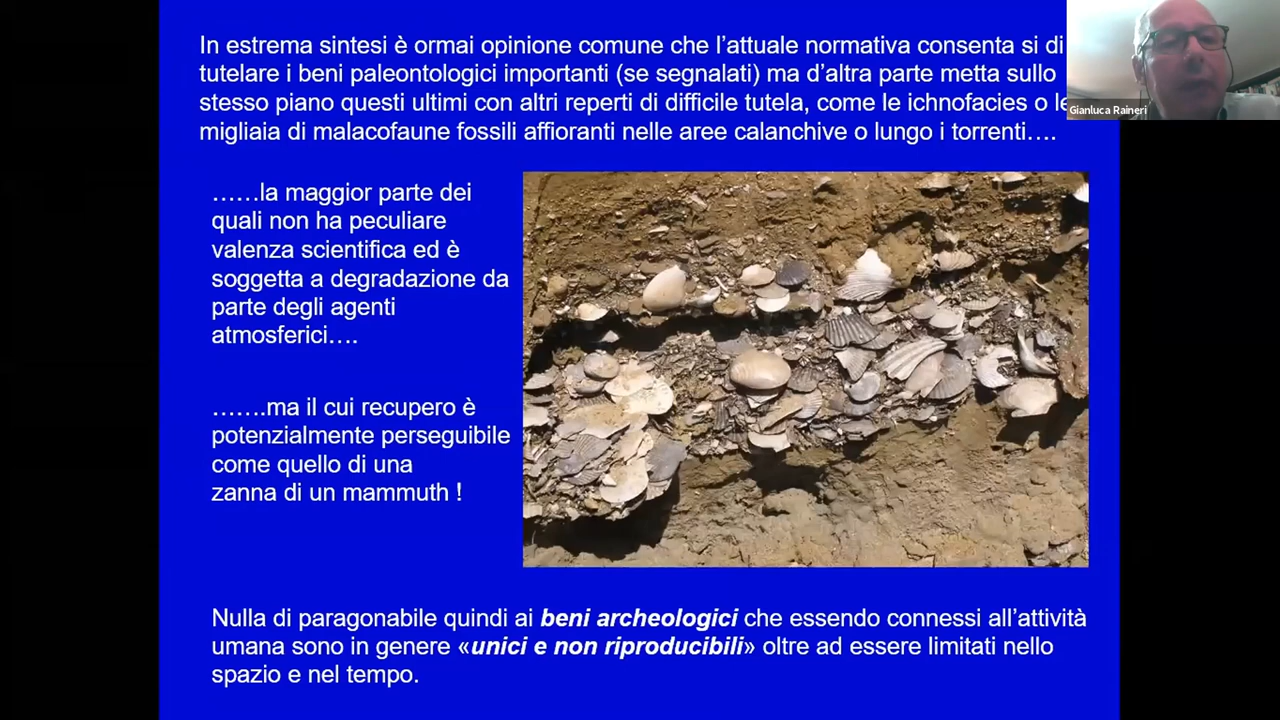 In estrema sintesi è ormai opinione comune che l'attuale normativa consenta si di
tutelare i beni paleontologici importanti (se segnalati) ma d'altra parte metta sullo
stesso piano questi ultimi con altri reperti di difficile tutela, come le ichnofacies o le
migliaia di malacofaune fossili affioranti nelle aree calanchive o lungo i torrenti….
Gianluca Raineri
……la maggior parte dei
quali non ha peculiare
valenza scientifica ed è
soggetta a degradazione da
parte degli agenti
atmosferici….
…….ma il cui recupero è
potenzialmente perseguibile
come quello di una
zanna di un mammuth !
Nulla di paragonabile quindi ai beni archeologici che essendo connessi all'attività
umana sono in genere «unici e non riproducibili» oltre ad essere limitati nello
spazio e nel tempo.